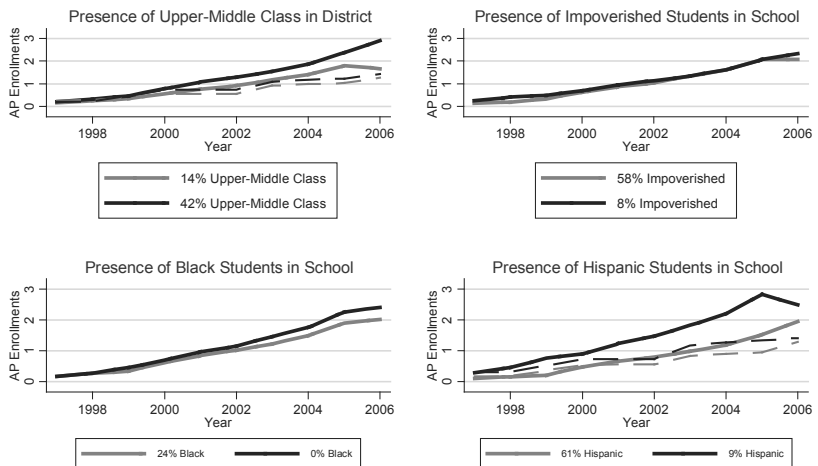 Presence of Upper-Middle Class in District
AP Enrollments
3
2
1
0
1998 2000 2002 2004 2006
Year
14% Upper-Middle Class
42% Upper-Middle Class
Presence of Impoverished Students in School
AP Enrollments
3
2
1
0
1998 2000 2002 2004 2006
Year
58% Impoverished
8% Impoverished
Presence of Black Students in School
AP Enrollments
3
2
1
0
1998 2000 2002 2004 2006
Year
24% Black 0% Black
Presence of Hispanic Students in School
AP Enrollments
3
2
1
0
1998 2000 2002 2004 2006
Year
61% Hispanic 9% Hispanic